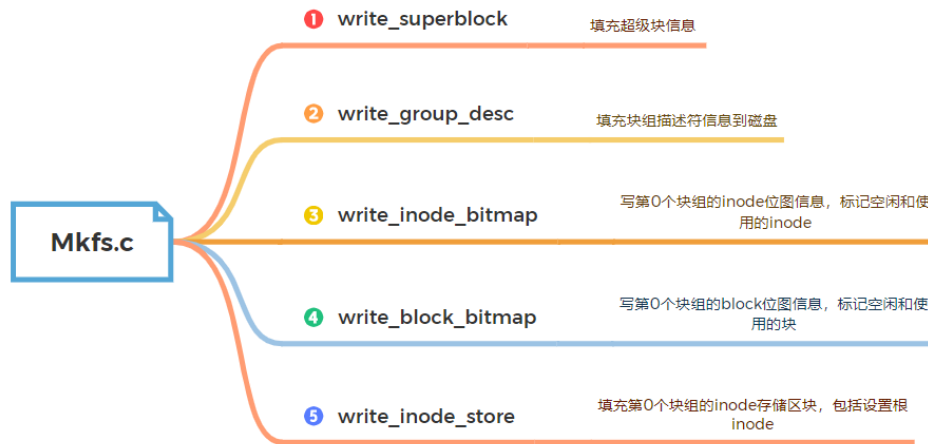 Mkfs.c
1 write_superblock 填充超级块信息
2 write_group_desc 填充块组描述符信息到磁盘
3 write_inode_bitmap 写第0个块组的inode位图信息，标记空闲和使
用的inode
4 write_block_bitmap 写第0个块组的block位图信息，标记空闲和使
用的块
5 write_inode_store 填充第0个块组的inode存储区块，包括设置根
inode